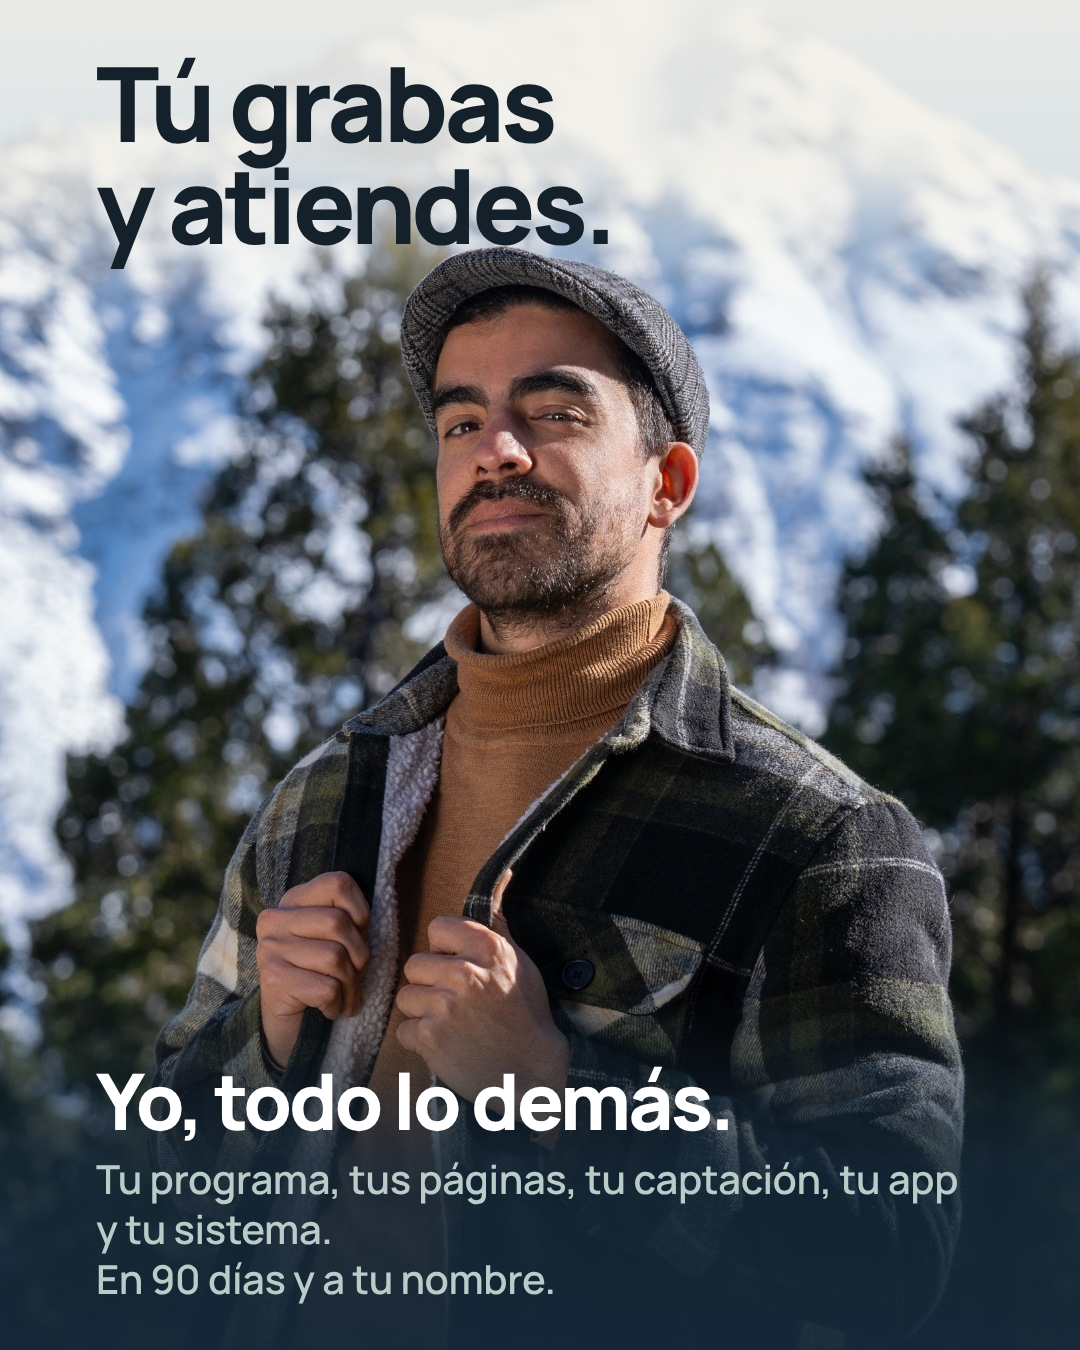 Tú grabas
y atiendes.
Yo, todo lo demás.
Tu programa, tus páginas, tu captación, tu app
y tu sistema.
En 90 días y a tu nombre.